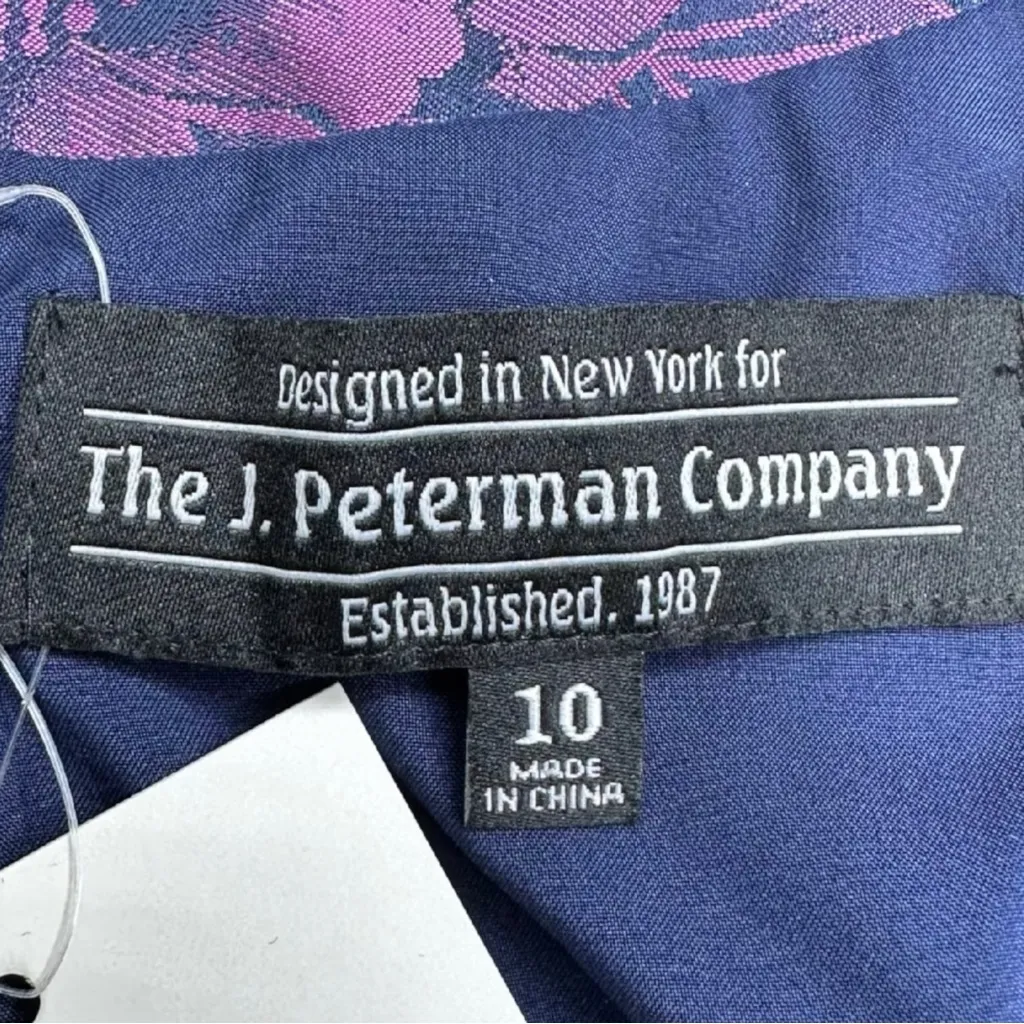 Designed in New York for
The J. Peterman Company
Established. 1987
10
MADE
IN CHINA